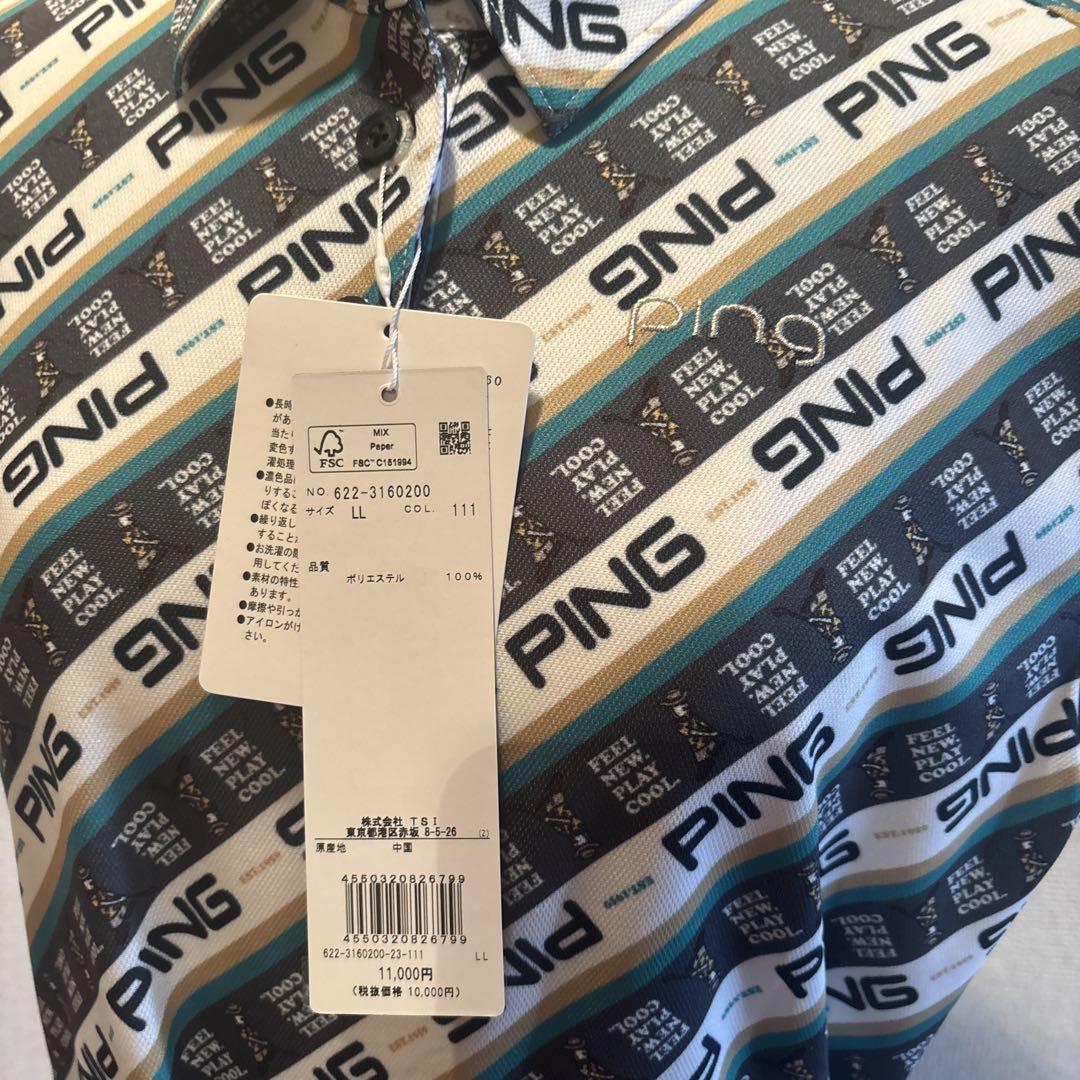 MIX
Paper
FSC
FSC™ C151994
NO. 622-3160200
サイズ LL COL. 111
品質
ポリエステル 100%
株式会社 TSI
東京都港区赤坂 8-5-26 (2)
原産地 中国
4550320826799
4550320826799
622-3160200-23-111 LL
11,000円
(税抜価格 10,000円)
●長時
があ
当た
変色す
濯処理
●濃色品
りするこ
ぽくなる
●繰り返し
すること
●お洗濯の際
用してくだ
●素材の特性
あります。
●摩擦や引っか
●アイロンがけ
さい。
ping
PING
FEEL
NEW.
PLAY
COOL.
EST.1959